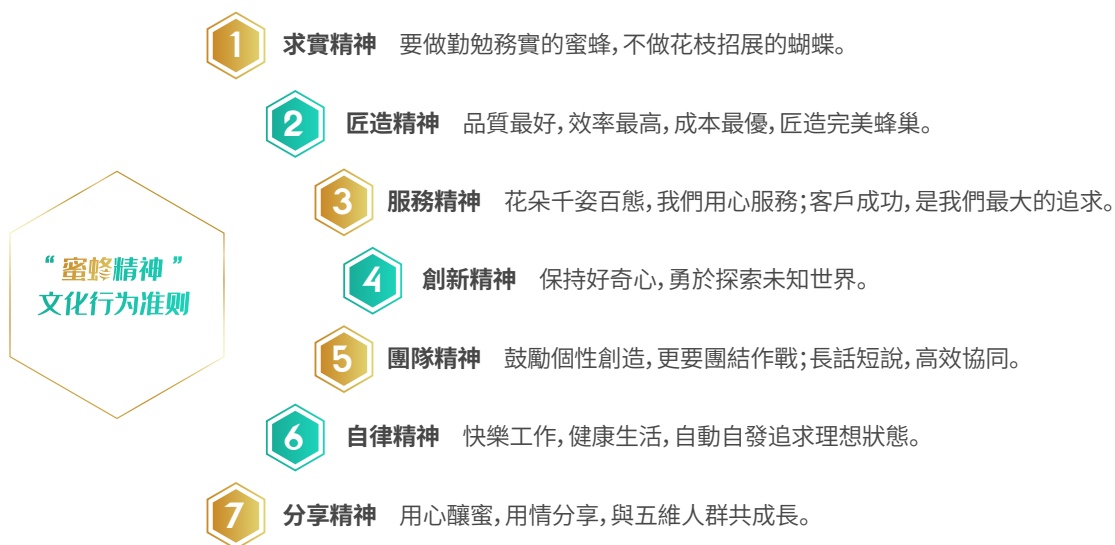 1 求實精神 要做勤勉務實的蜜蜂，不做花枝招展的蝴蝶。
2 匠造精神 品質最好，效率最高，成本最優，匠造完美蜂巢。
3 服務精神 花朵千姿百態，我們用心服務；客戶成功，是我們最大的追求。
“蜜蜂精神”
文化行为准则
4 創新精神 保持好奇心，勇於探索未知世界。
5 團隊精神 鼓勵個性創造，更要團結作戰；長話短說，高效協同。
6 自律精神 快樂工作，健康生活，自動自發追求理想狀態。
7 分享精神 用心釀蜜，用情分享，與五維人群共成長。